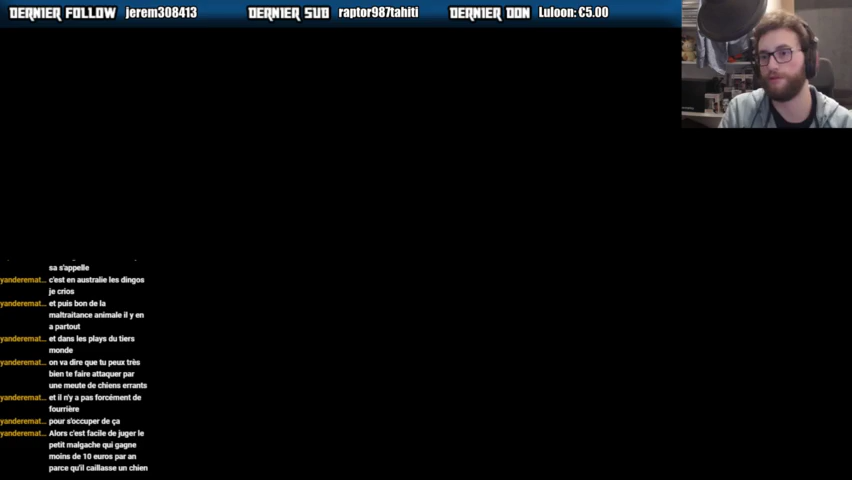 DERNIER FOLLOW jerem308413 DERNIER SUB raptor987tahiti DERNIER DON Luloon: €5.00
sa s'appelle
yanderemat... c'est en australie les dingos
je crios
yanderemat... et puis bon de la
maltraitance animale il y en
a partout
yanderemat... et dans les plays du tiers
monde
yanderemat... on va dire que tu peux très
bien te faire attaquer par
une meute de chiens errants
yanderemat... et il n'y a pas forcément de
fourrière
yanderemat... pour s'occuper de ça
yanderemat... Alors c'est facile de juger le
petit malgache qui gagne
moins de 10 euros par an
parce qu'il caillasse un chien